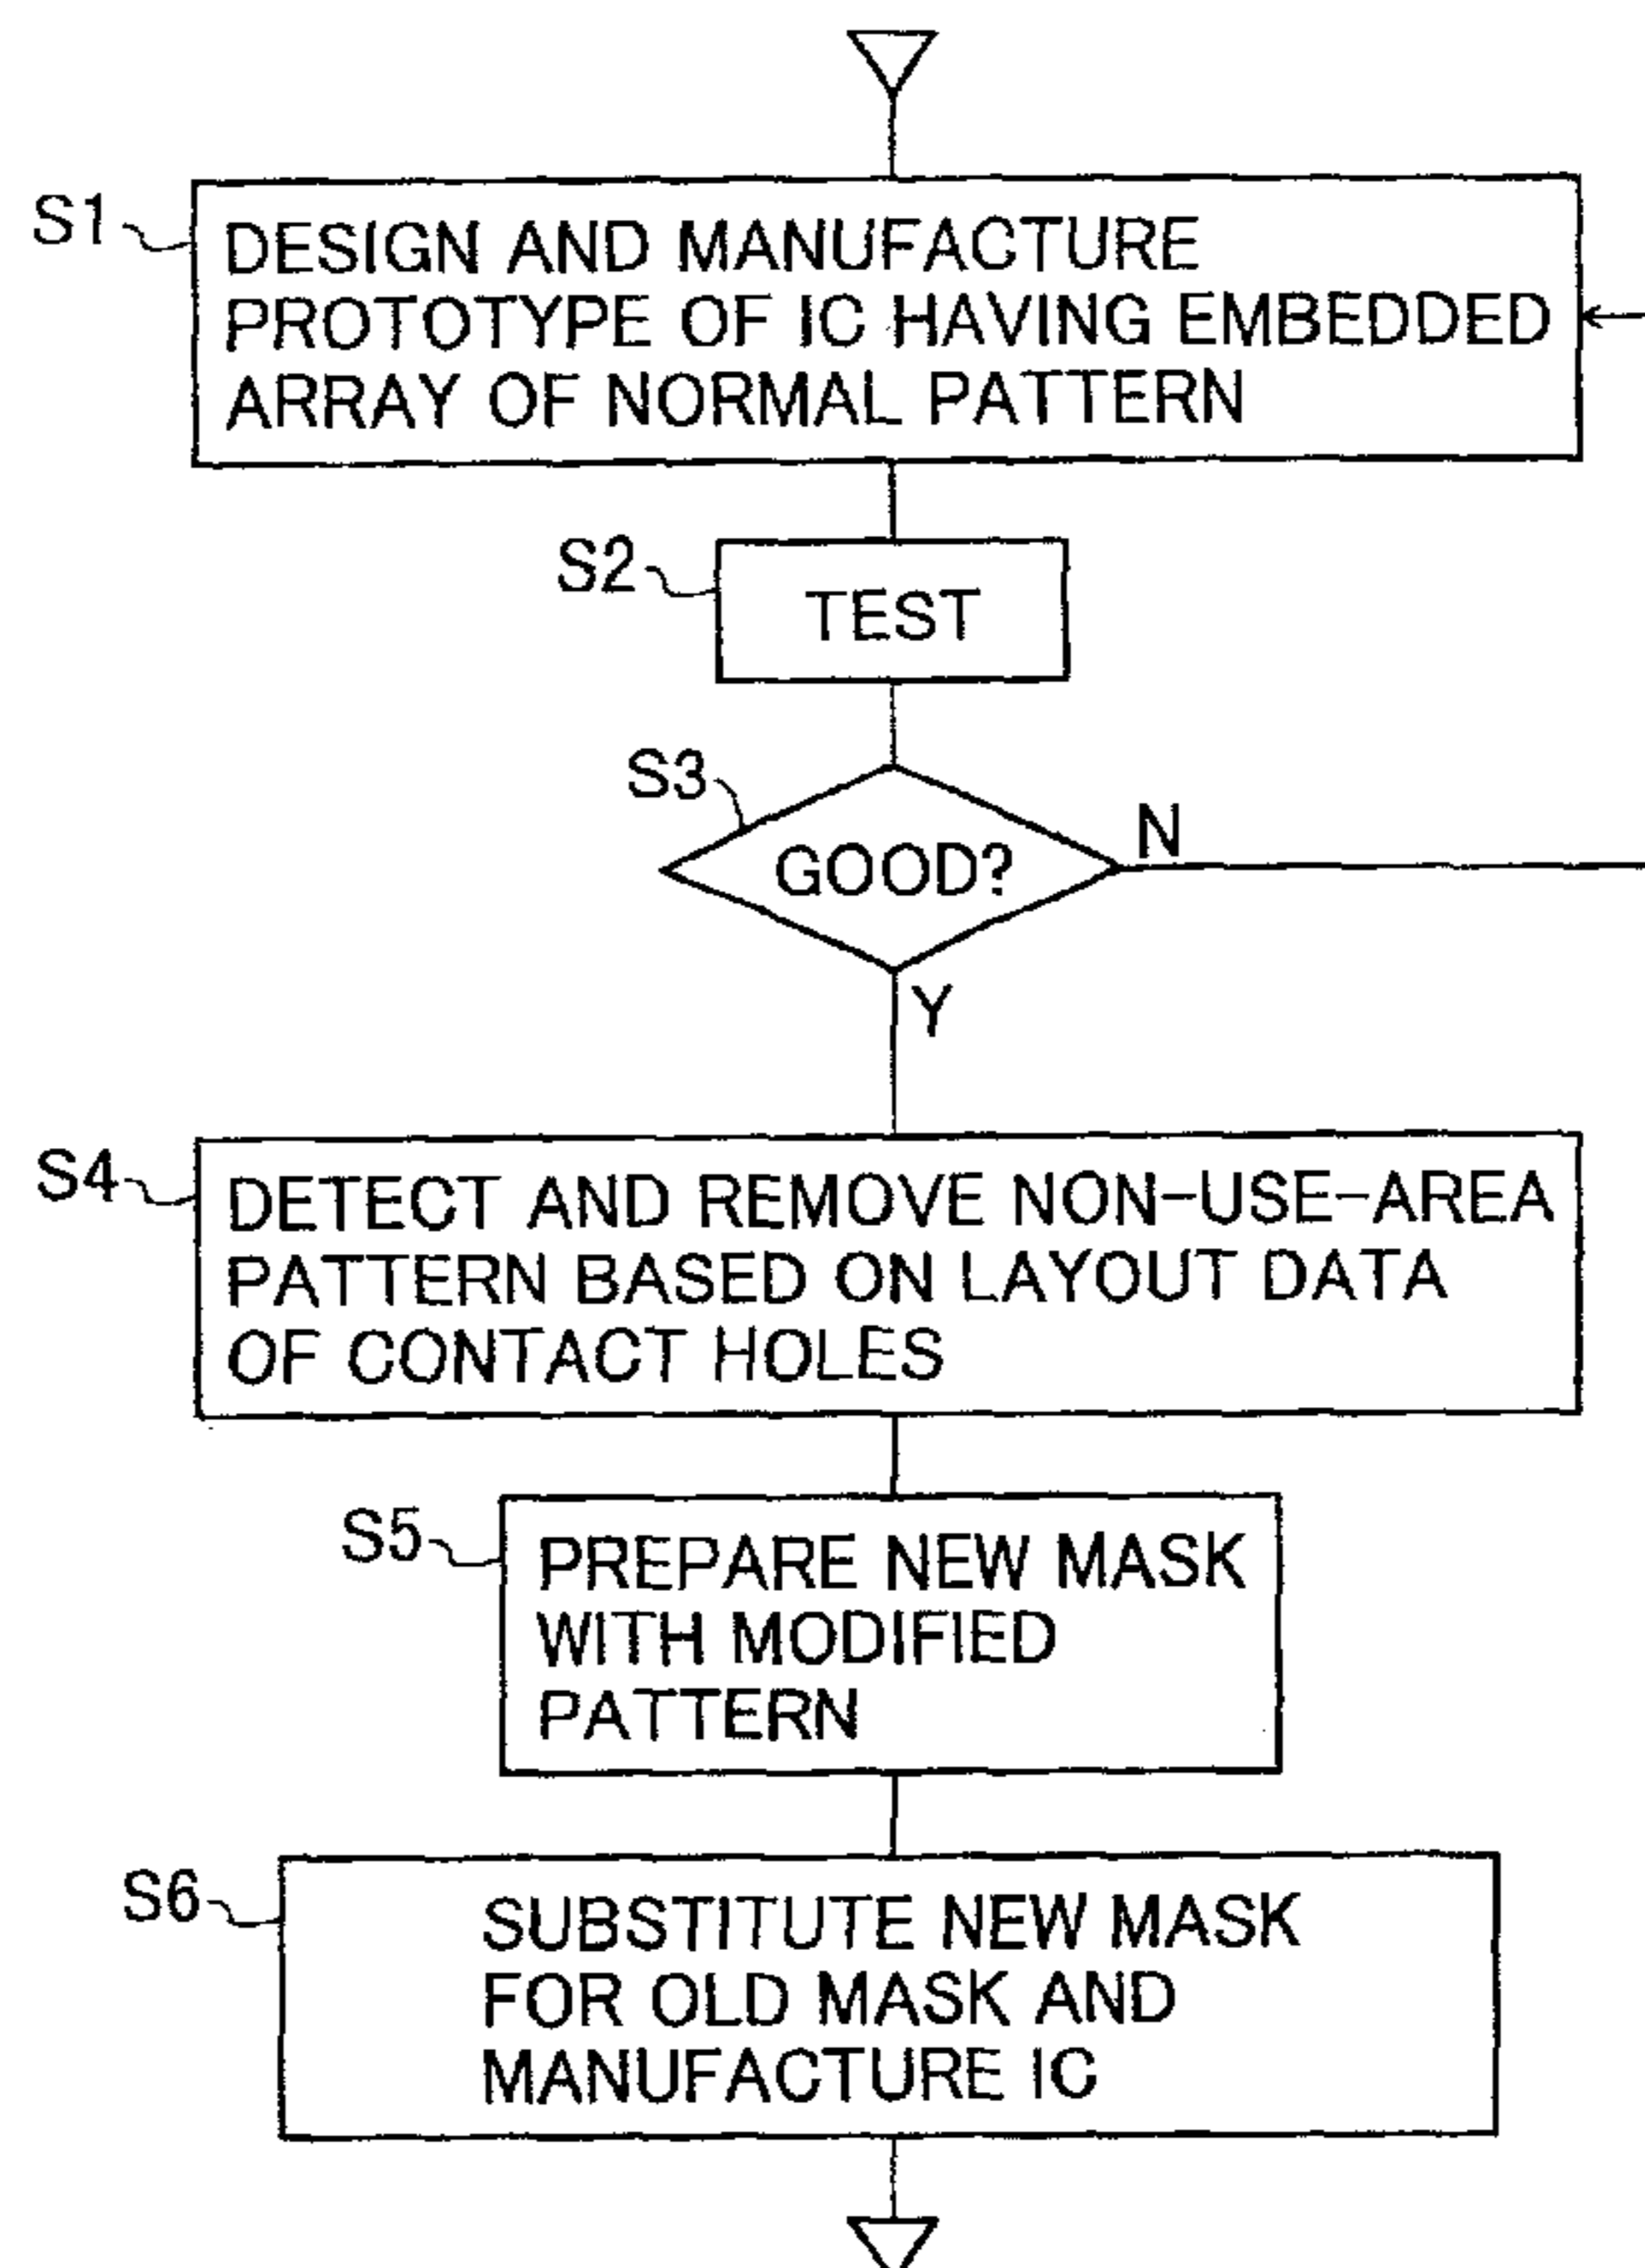 S1
DESIGN AND MANUFACTURE
PROTOTYPE OF IC HAVING EMBEDDED
ARRAY OF NORMAL PATTERN
S2
TEST
S3
GOOD?
N
Y
S4
DETECT AND REMOVE NON-USE-AREA
PATTERN BASED ON LAYOUT DATA
OF CONTACT HOLES
S5
PREPARE NEW MASK
WITH MODIFIED
PATTERN
S6
SUBSTITUTE NEW MASK
FOR OLD MASK AND
MANUFACTURE IC